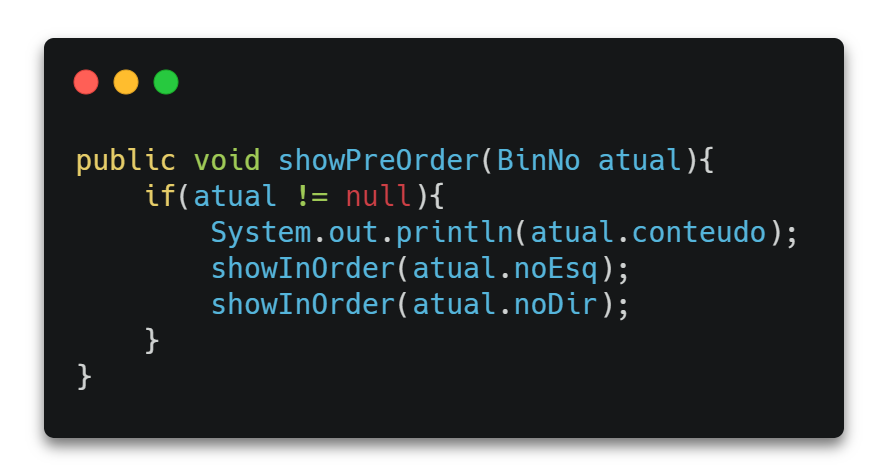 public void showPreOrder(BinNo atual){
    if(atual != null){
        System.out.println(atual.conteudo);
        showInOrder(atual.noEsq);
        showInOrder(atual.noDir);
    }
}